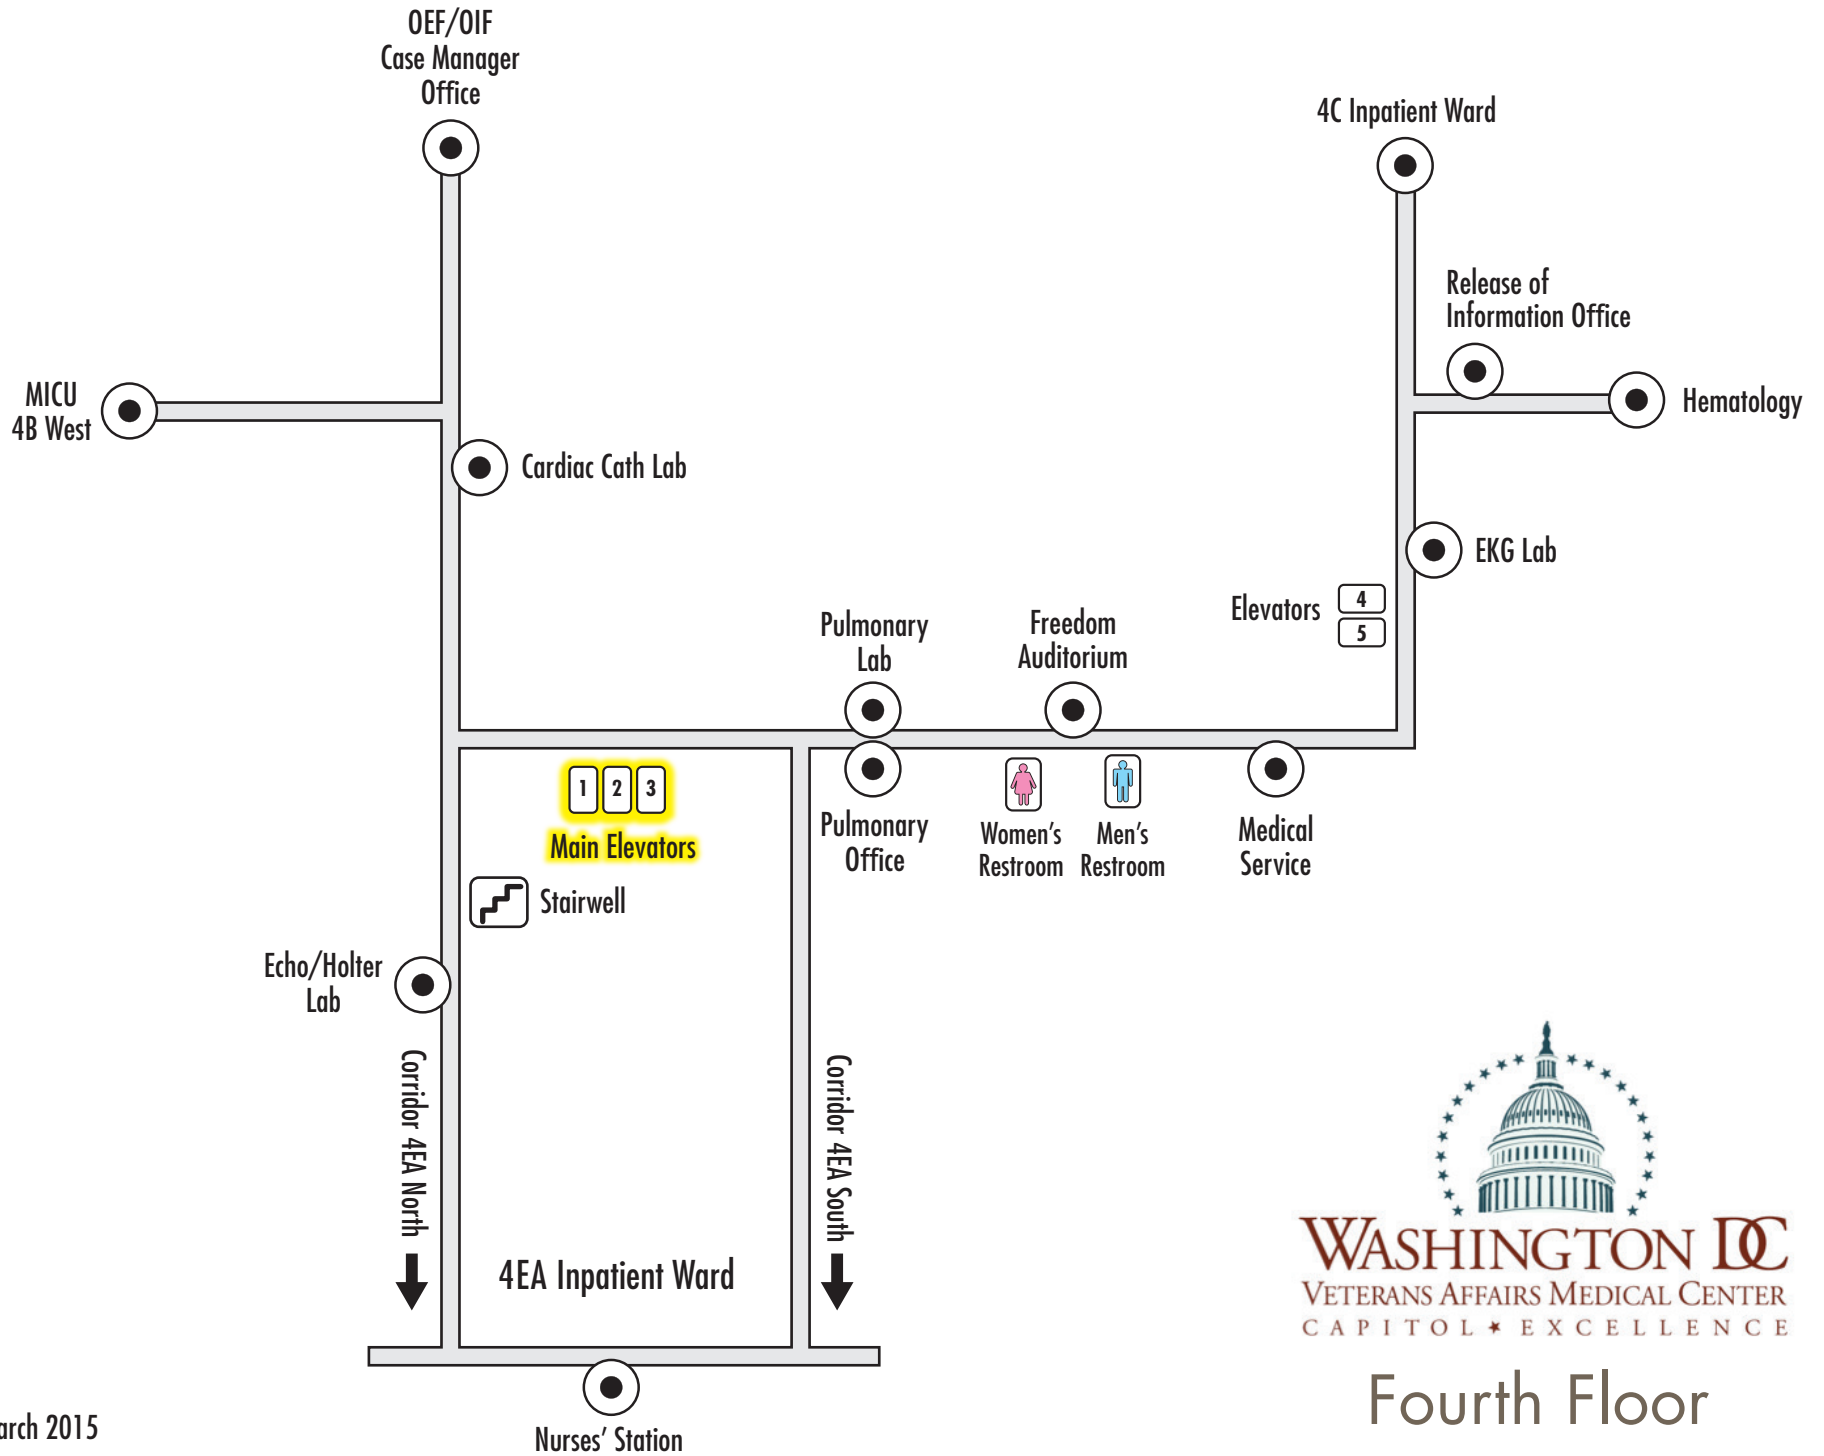 OEF/OIF
Case Manager
Office
4C Inpatient Ward
Release of
Information Office
MICU
4B West
Hematology
Cardiac Cath Lab
EKG Lab
Elevators
4
5
Pulmonary
Lab
Freedom
Auditorium
1 2 3
Main Elevators
Pulmonary
Office
Women's
Restroom
Men's
Restroom
Medical
Service
Stairwell
Echo/Holter
Lab
Corridor 4EA North
Corridor 4EA South
4EA Inpatient Ward
WASHINGTON DC
VETERANS AFFAIRS MEDICAL CENTER
CAPITOL ★ EXCELLENCE
Fourth Floor
arch 2015
Nurses' Station